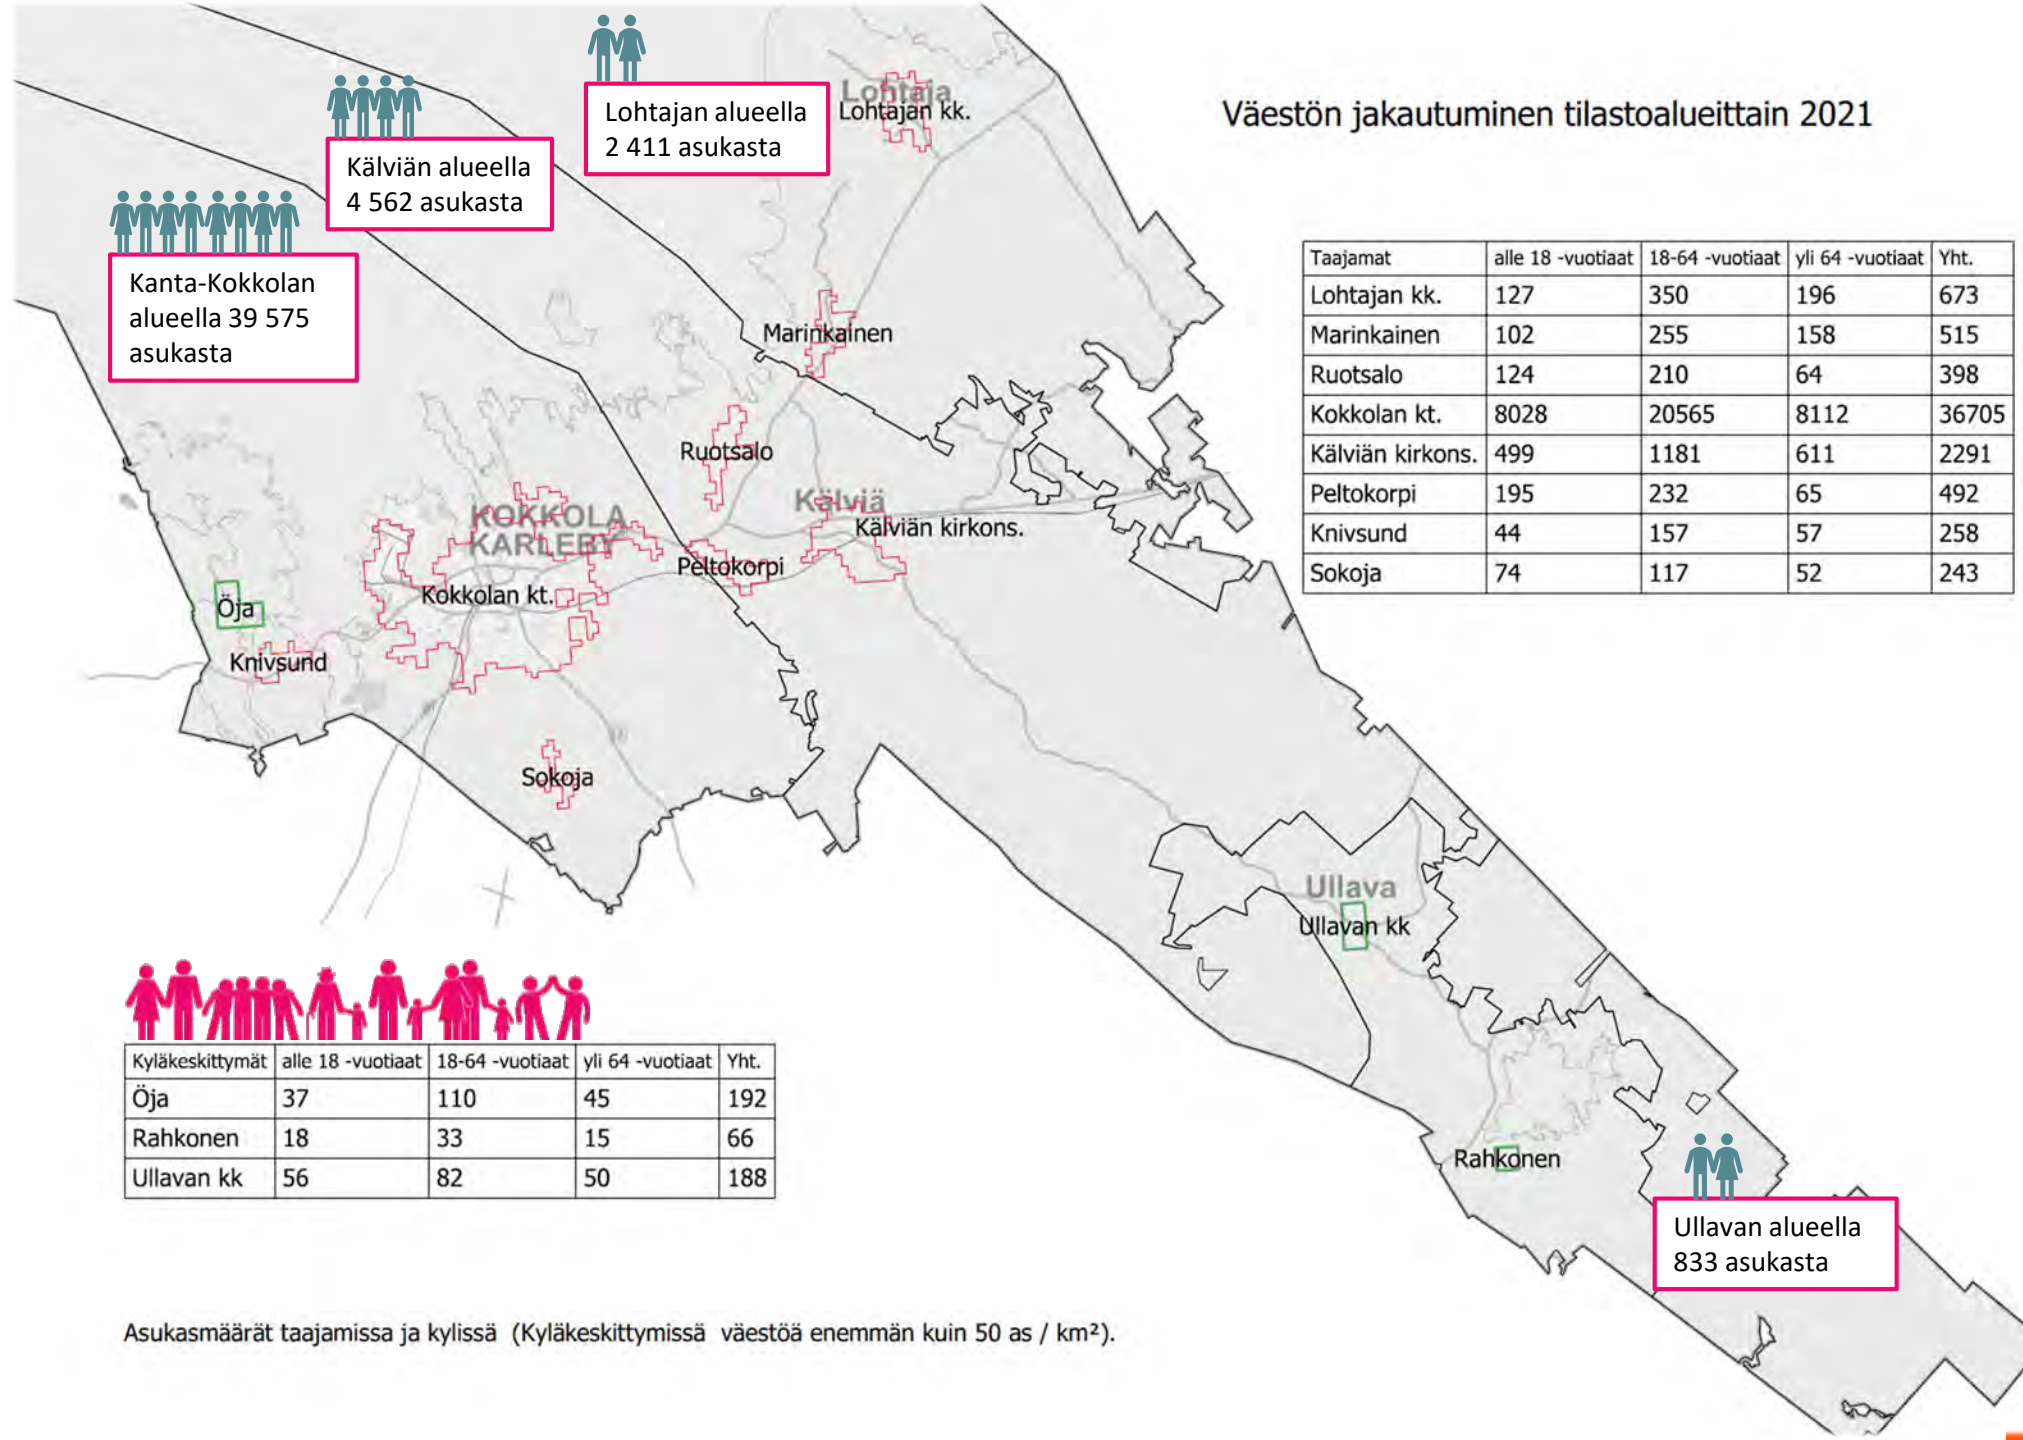 Väestön jakautuminen tilastoalueittain 2021
Lohtajan alueella
2 411 asukasta
Kälviän alueella
4 562 asukasta
Kanta-Kokkolan
alueella 39 575
asukasta
Lohtaja
Lohtajan kk.
Marinkainen
Ruotsalo
Kälviä
Kälviän kirkons.
KOKKOLA
KARLEBY
Peltokorpi
Kokkolan kt.
Öja
Knivsund
Sokoja
Ullava
Ullavan kk
Rahkonen
Ullavan alueella
833 asukasta
Taajamat alle 18 -vuotiaat 18-64 -vuotiaat yli 64 -vuotiaat Yht.
Lohtajan kk. 127 350 196 673
Marinkainen 102 255 158 515
Ruotsalo 124 210 64 398
Kokkolan kt. 8028 20565 8112 36705
Kälviän kirkons. 499 1181 611 2291
Peltokorpi 195 232 65 492
Knivsund 44 157 57 258
Sokoja 74 117 52 243
Kyläkeskittymät alle 18 -vuotiaat 18-64 -vuotiaat yli 64 -vuotiaat Yht.
Öja 37 110 45 192
Rahkonen 18 33 15 66
Ullavan kk 56 82 50 188
Asukasmäärät taajamissa ja kylissä (Kyläkeskittymissä väestöä enemmän kuin 50 as / km²).